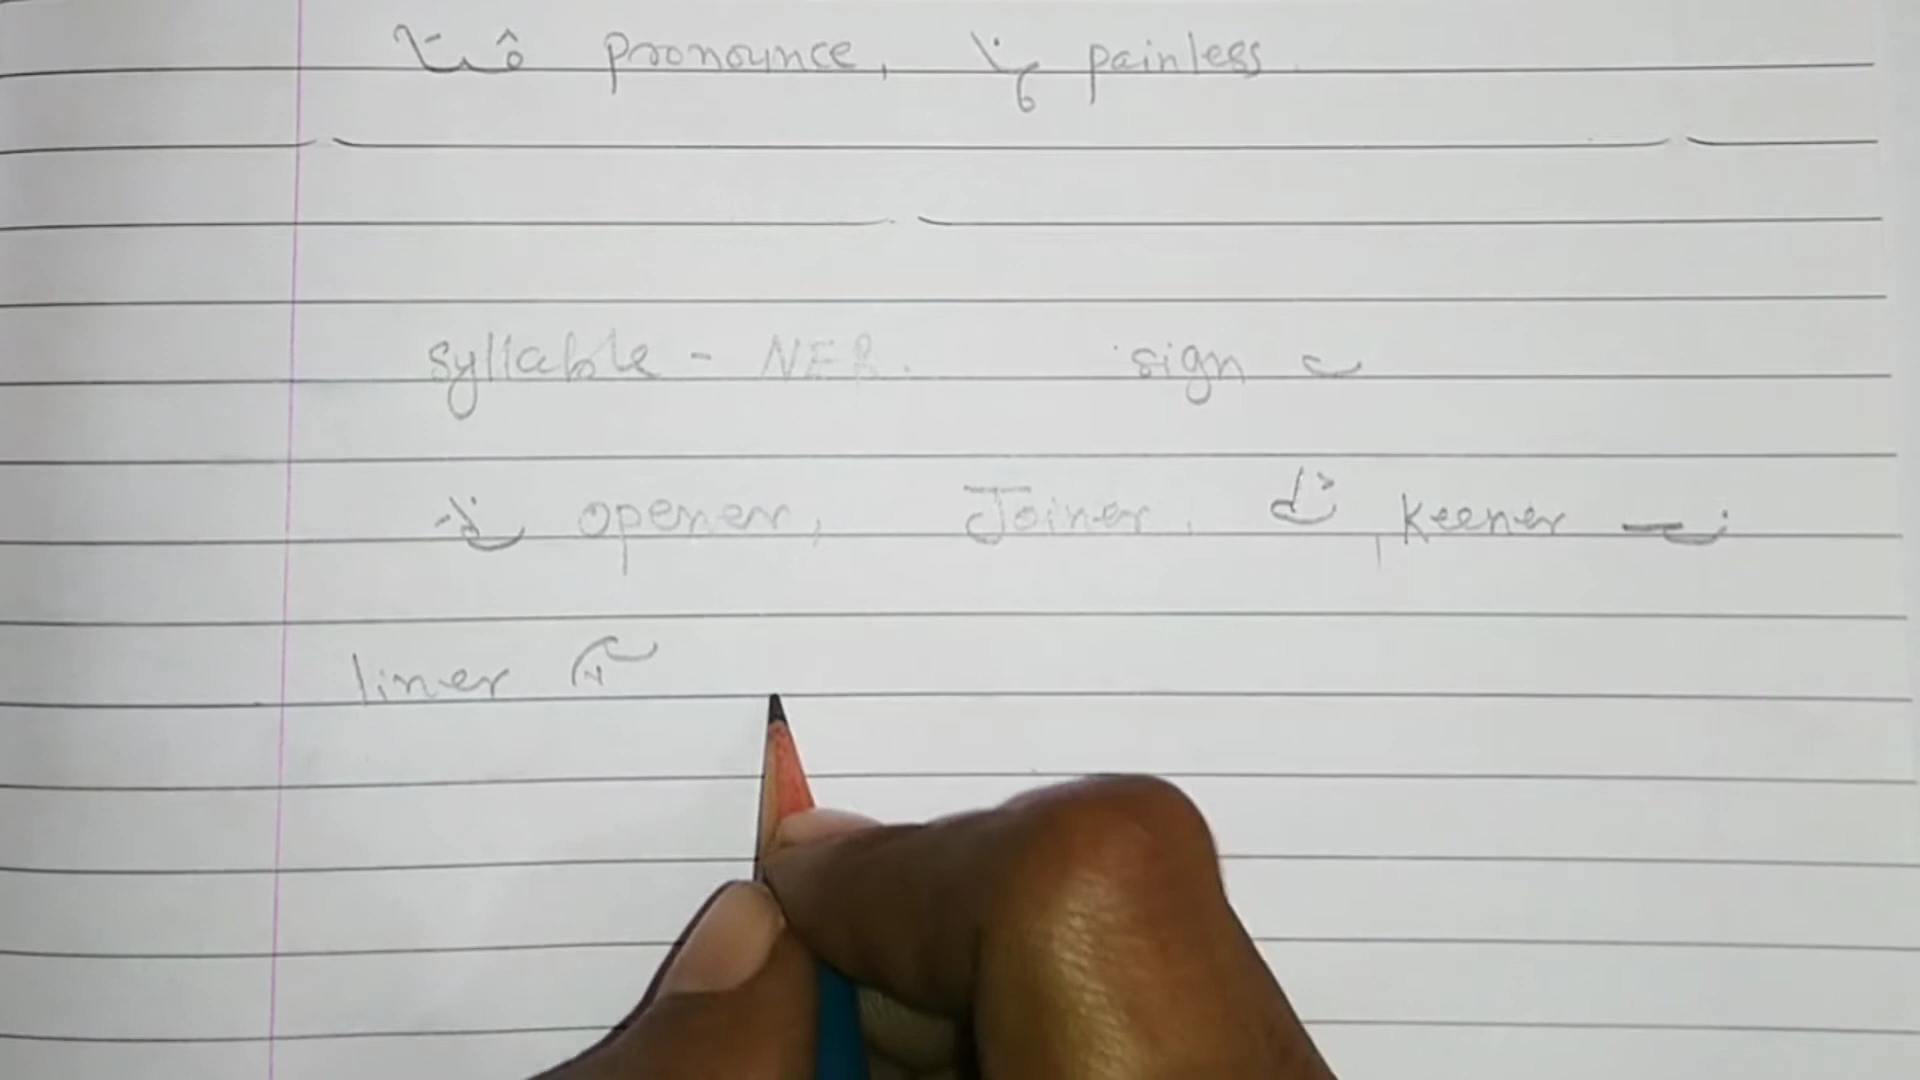 pronounce, painless
syllable - NER. sign
opener, Joiner, keener
liner